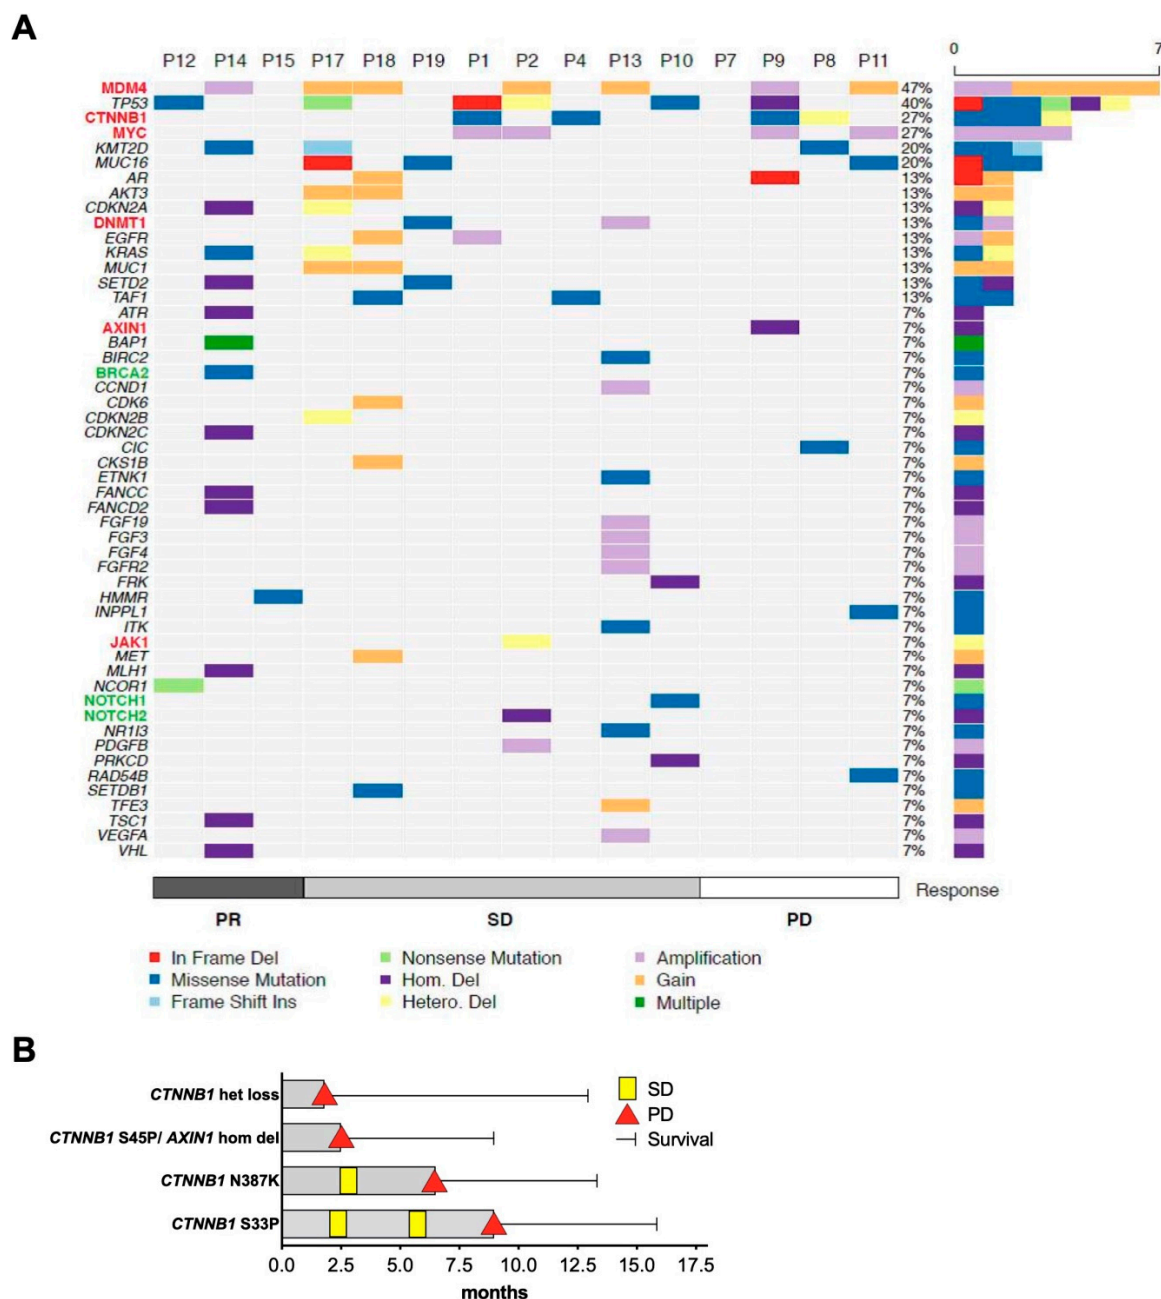 A
P12 P14 P15 P17 P18 P19 P1 P2 P4 P13 P10 P7 P9 P8 P11
0 7
MDM4 47%
TP53 40%
CTNNB1 27%
MYC 27%
KMT2D 20%
MUC16 20%
AR 13%
AKT3 13%
CDKN2A 13%
DNMT1 13%
EGFR 13%
KRAS 13%
MUC1 13%
SETD2 13%
TAF1 13%
ATR 7%
AXIN1 7%
BAP1 7%
BIRC2 7%
BRCA2 7%
CCND1 7%
CDK6 7%
CDKN2B 7%
CDKN2C 7%
CIC 7%
CKS1B 7%
ETNK1 7%
FANCC 7%
FANCD2 7%
FGF19 7%
FGF3 7%
FGF4 7%
FGFR2 7%
FRK 7%
HMMR 7%
INPPL1 7%
ITK 7%
JAK1 7%
MET 7%
MLH1 7%
NCOR1 7%
NOTCH1 7%
NOTCH2 7%
NR1I3 7%
PDGFB 7%
PRKCD 7%
RAD54B 7%
SETDB1 7%
TFE3 7%
TSC1 7%
VEGFA 7%
VHL 7%
Response
PR SD PD
In Frame Del Nonsense Mutation Amplification
Missense Mutation Hom. Del Gain
Frame Shift Ins Hetero. Del Multiple
B
CTNNB1 het loss
CTNNB1 S45P/ AXIN1 hom del
CTNNB1 N387K
CTNNB1 S33P
SD
PD
Survival
0.0 2.5 5.0 7.5 10.0 12.5 15.0 17.5
months